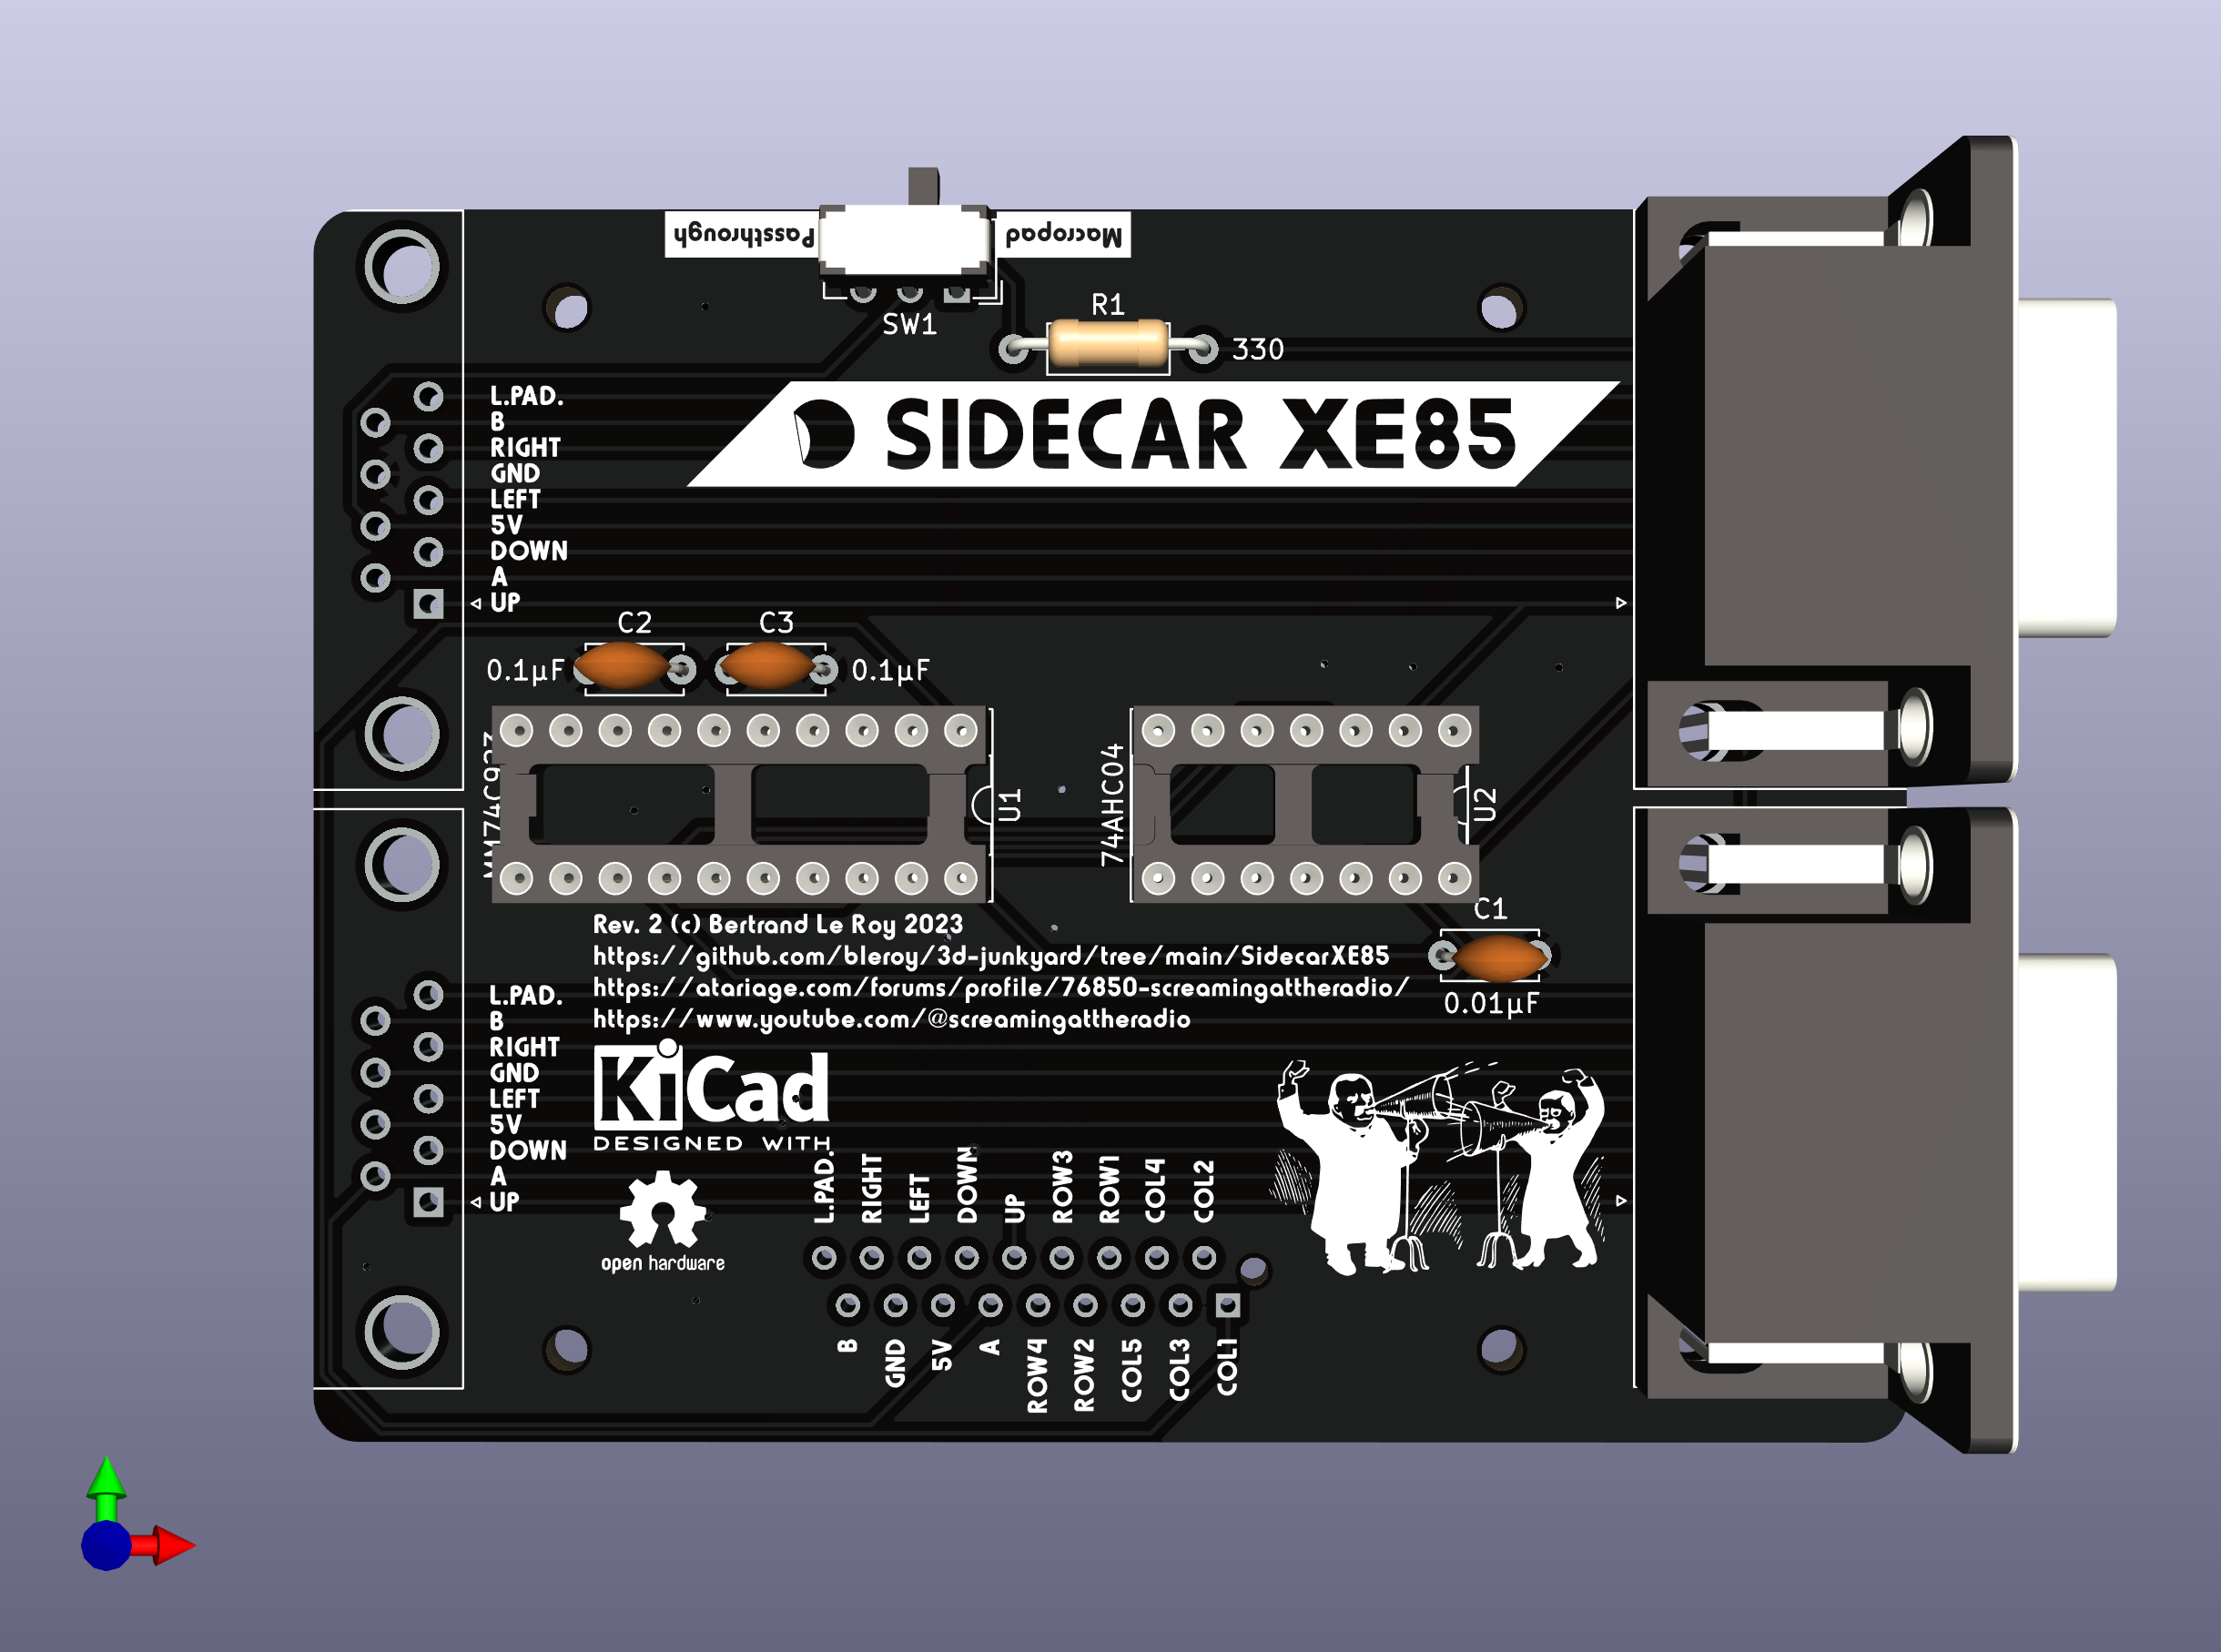 Passthrough
Macropad
SW1
R1
330
SIDECAR XE85
L.PAD.
B
RIGHT
GND
LEFT
5V
DOWN
A
UP
C2
C3
0.1µF
0.1µF
U1
74AHC04
U2
C1
0.01µF
Rev. 2 (c) Bertrand Le Roy 2023
https://github.com/bleroy/3d-junkyard/tree/main/SidecarXE85
https://atariage.com/forums/profile/76850-screamingattheradio/
https://www.youtube.com/@screamingattheradio
L.PAD.
B
RIGHT
GND
LEFT
5V
DOWN
A
UP
KiCad
DESIGNED WITH
open hardware
L.PAD.
RIGHT
LEFT
DOWN
UP
ROW3
ROW1
COL4
COL2
B
GND
5V
A
ROW4
ROW2
COL5
COL3
COL1